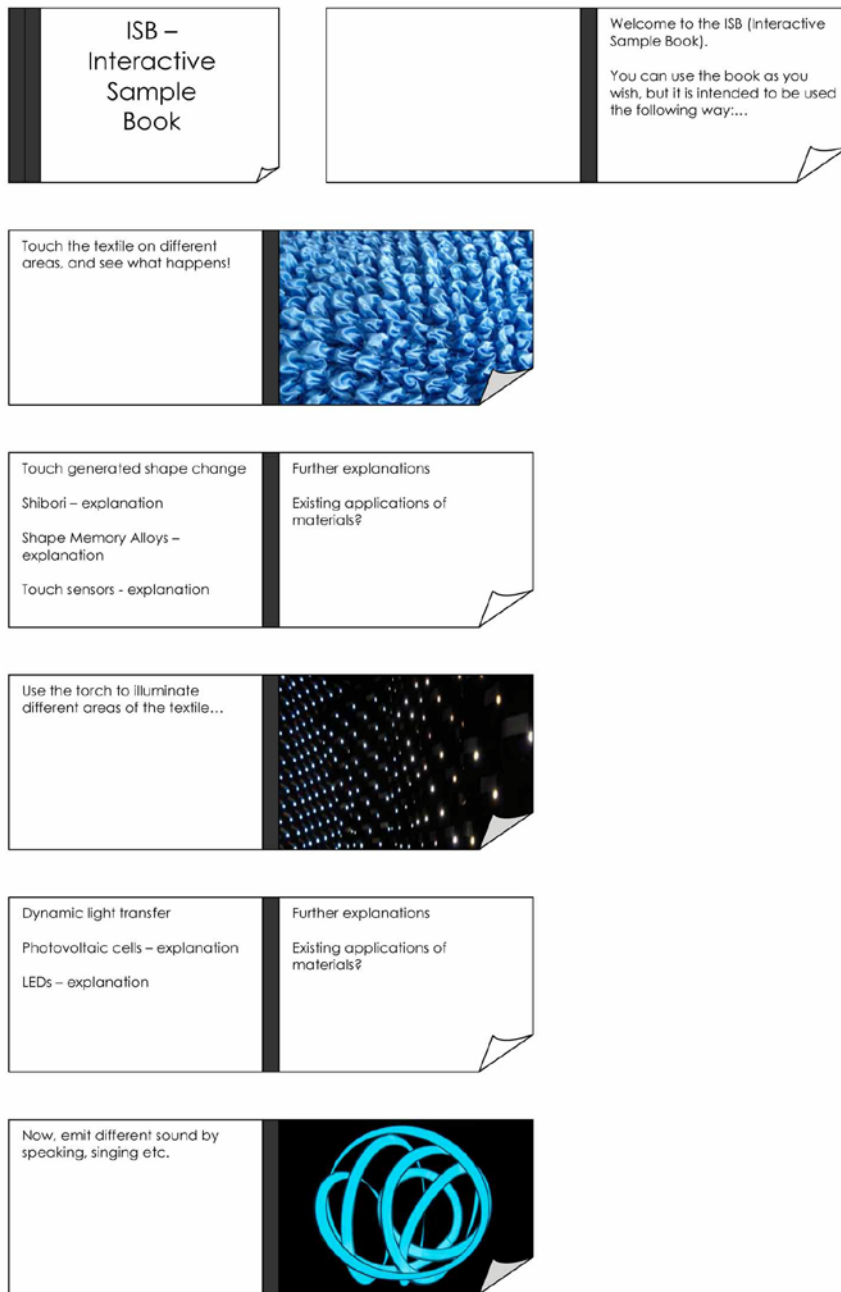 ISB –
Interactive
Sample
Book
Welcome to the ISB (Interactive
Sample Book).
You can use the book as you
wish, but it is intended to be used
the following way:...
Touch the textile on different
areas, and see what happens!
Touch generated shape change
Shibori – explanation
Shape Memory Alloys –
explanation
Touch sensors - explanation
Further explanations
Existing applications of
materials?
Use the torch to illuminate
different areas of the textile...
Dynamic light transfer
Photovoltaic cells – explanation
LEDs – explanation
Further explanations
Existing applications of
materials?
Now, emit different sound by
speaking, singing etc.